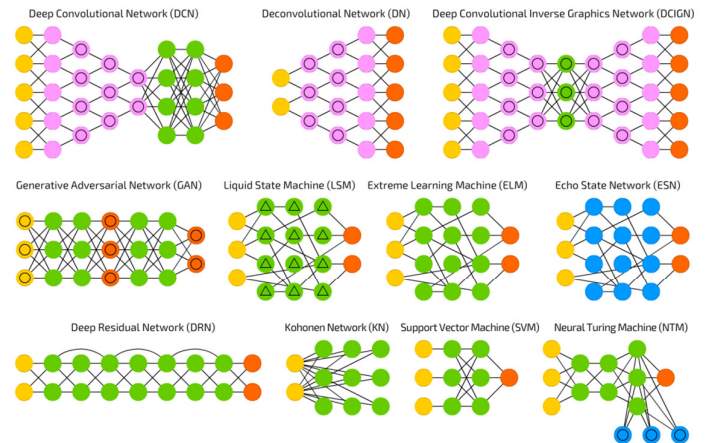 Deep Convolutional Network (DCN)
Deconvolutional Network (DN)
Deep Convolutional Inverse Graphics Network (DCIGN)
Generative Adversarial Network (GAN)
Liquid State Machine (LSM)
Extreme Learning Machine (ELM)
Echo State Network (ESN)
Deep Residual Network (DRN)
Kohonen Network (KN)
Support Vector Machine (SVM)
Neural Turing Machine (NTM)